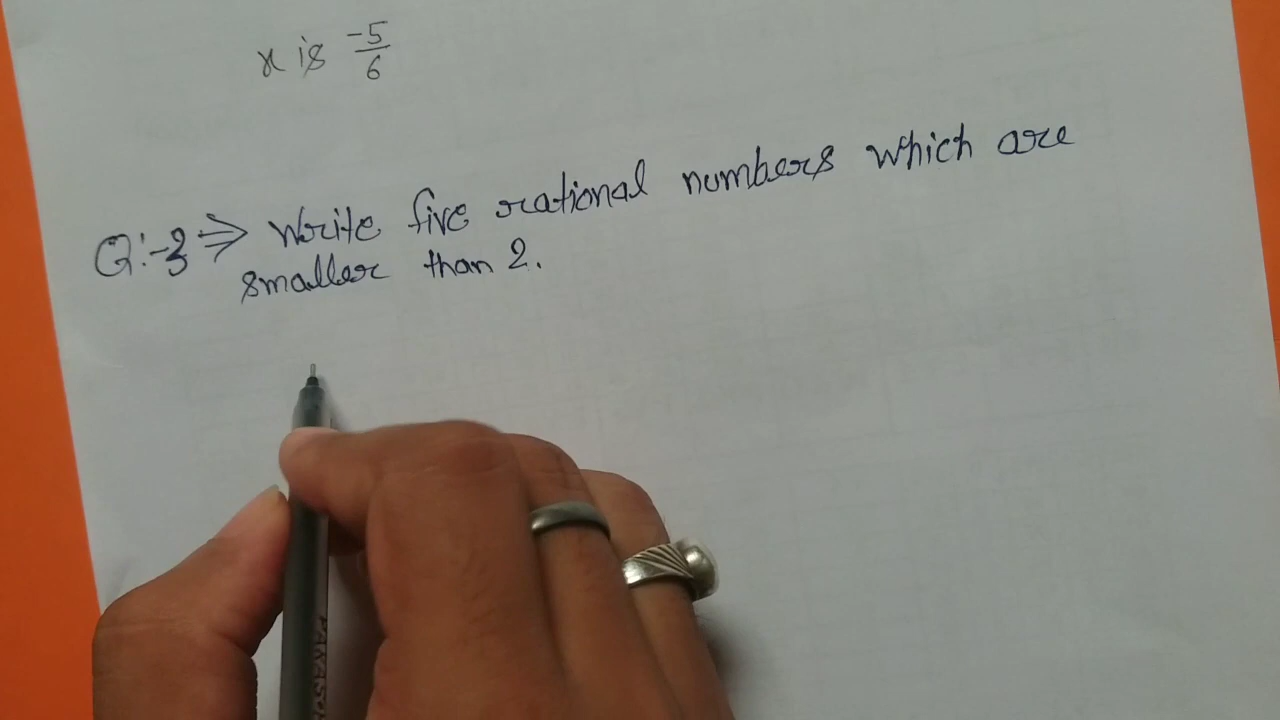 x is -5/6
Q:-3⇒ Write five rational numbers which are
smaller than 2.